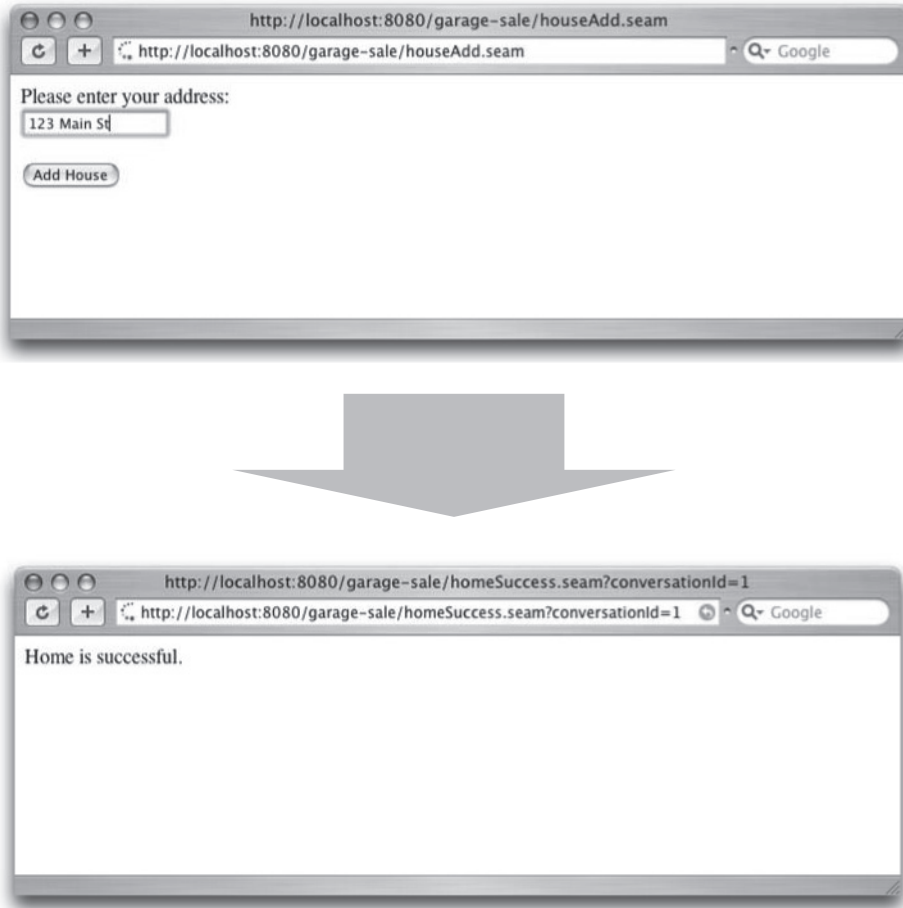 http://localhost:8080/garage-sale/houseAdd.seam
+ http://localhost:8080/garage-sale/houseAdd.seam Google
Please enter your address:
123 Main St
Add House
http://localhost:8080/garage-sale/homeSuccess.seam?conversationId=1
+ http://localhost:8080/garage-sale/homeSuccess.seam?conversationId=1 Google
Home is successful.